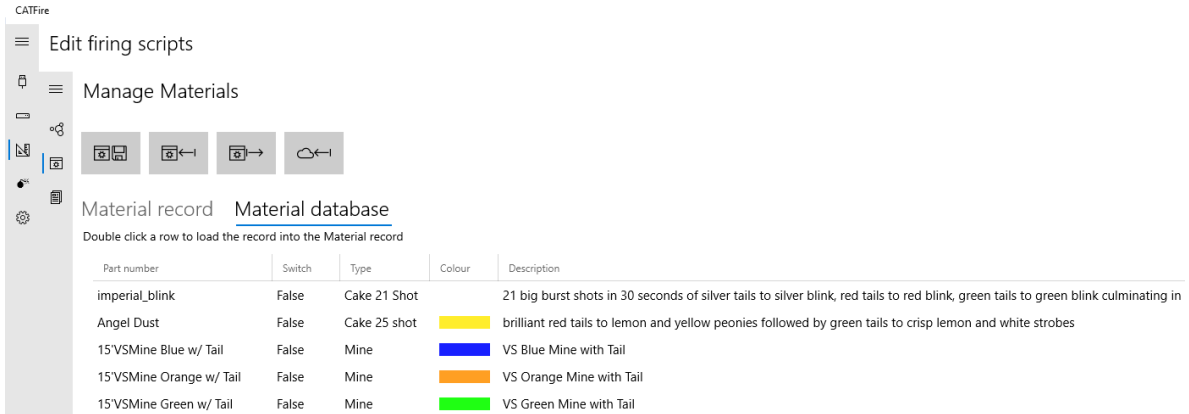 CATFire
Edit firing scripts
Manage Materials
Material record Material database
Double click a row to load the record into the Material record
Part number Switch Type Colour Description
imperial_blink False Cake 21 Shot 21 big burst shots in 30 seconds of silver tails to silver blink, red tails to red blink, green tails to green blink culminating in
Angel Dust False Cake 25 shot brilliant red tails to lemon and yellow peonies followed by green tails to crisp lemon and white strobes
15'VSMine Blue w/ Tail False Mine VS Blue Mine with Tail
15'VSMine Orange w/ Tail False Mine VS Orange Mine with Tail
15'VSMine Green w/ Tail False Mine VS Green Mine with Tail